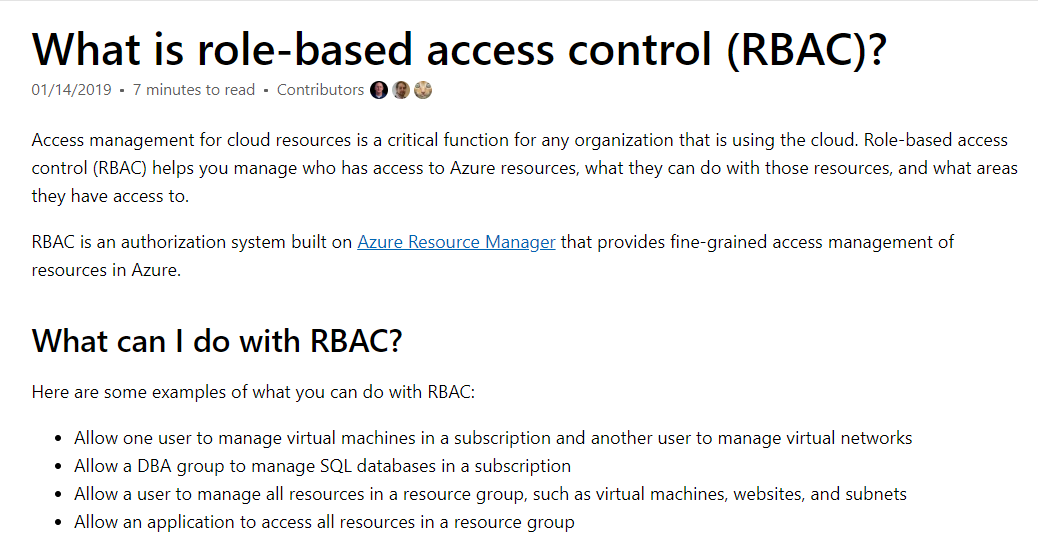 What is role-based access control (RBAC)?
01/14/2019 • 7 minutes to read • Contributors
Access management for cloud resources is a critical function for any organization that is using the cloud. Role-based access
control (RBAC) helps you manage who has access to Azure resources, what they can do with those resources, and what areas
they have access to.
RBAC is an authorization system built on Azure Resource Manager that provides fine-grained access management of
resources in Azure.
What can I do with RBAC?
Here are some examples of what you can do with RBAC:
• Allow one user to manage virtual machines in a subscription and another user to manage virtual networks
• Allow a DBA group to manage SQL databases in a subscription
• Allow a user to manage all resources in a resource group, such as virtual machines, websites, and subnets
• Allow an application to access all resources in a resource group